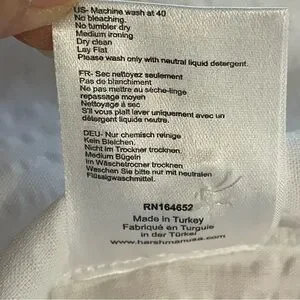 US- Machine wash at 40
No bleaching.
No tumbler dry
Medium ironing
Dry clean
Lay Flat
Please wash only with neutral liquid detergent.
FR- Sec nettoyez seulement
Pas de blanchiment
Ne pas mettre au sèche-linge
repassage moyen
Nettoyage à sec
S'il vous plaît laver uniquement avec un
détergent liquide neutre.
DEU- Nur chemisch reinige
Kein Bleichen.
Nicht im Trockner trocknen.
Medium Bügeln
im Wäschetrockner trocknen
Waschen Sie bitte nur mit neutralen
Flüssigwaschmittel.
RN164652
Made in Turkey
Fabriqué en Turquie
in der Türkei
www.harshmanusa.com